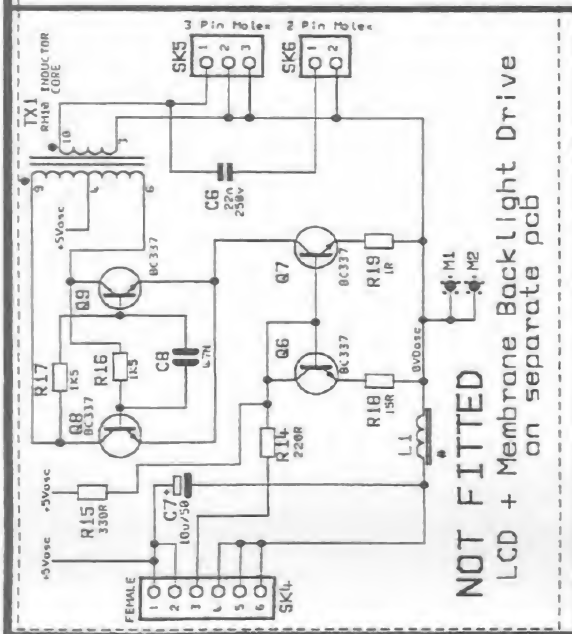 3 Pin Molex
2 Pin Molex
SK5
1
2
3
SK6
1
2
TX1
RM10 INDUCTOR
CORE
10
9
4
6
+5Vosc
C6
22n
250v
Q9
BC337
R17
1K5
R16
1K5
C8
Q8
BC337
Q7
BC337
Q6
BC337
R19
1R
R18
15R
M1
M2
0VDosc
+5Vosc
R15
330R
+5Vosc
C7
+
10u/50
R14
220R
L1
FEMALE
1
2
3
4
5
6
SK4
NOT FITTED
LCD + Membrane Backlight Drive
on separate pcb